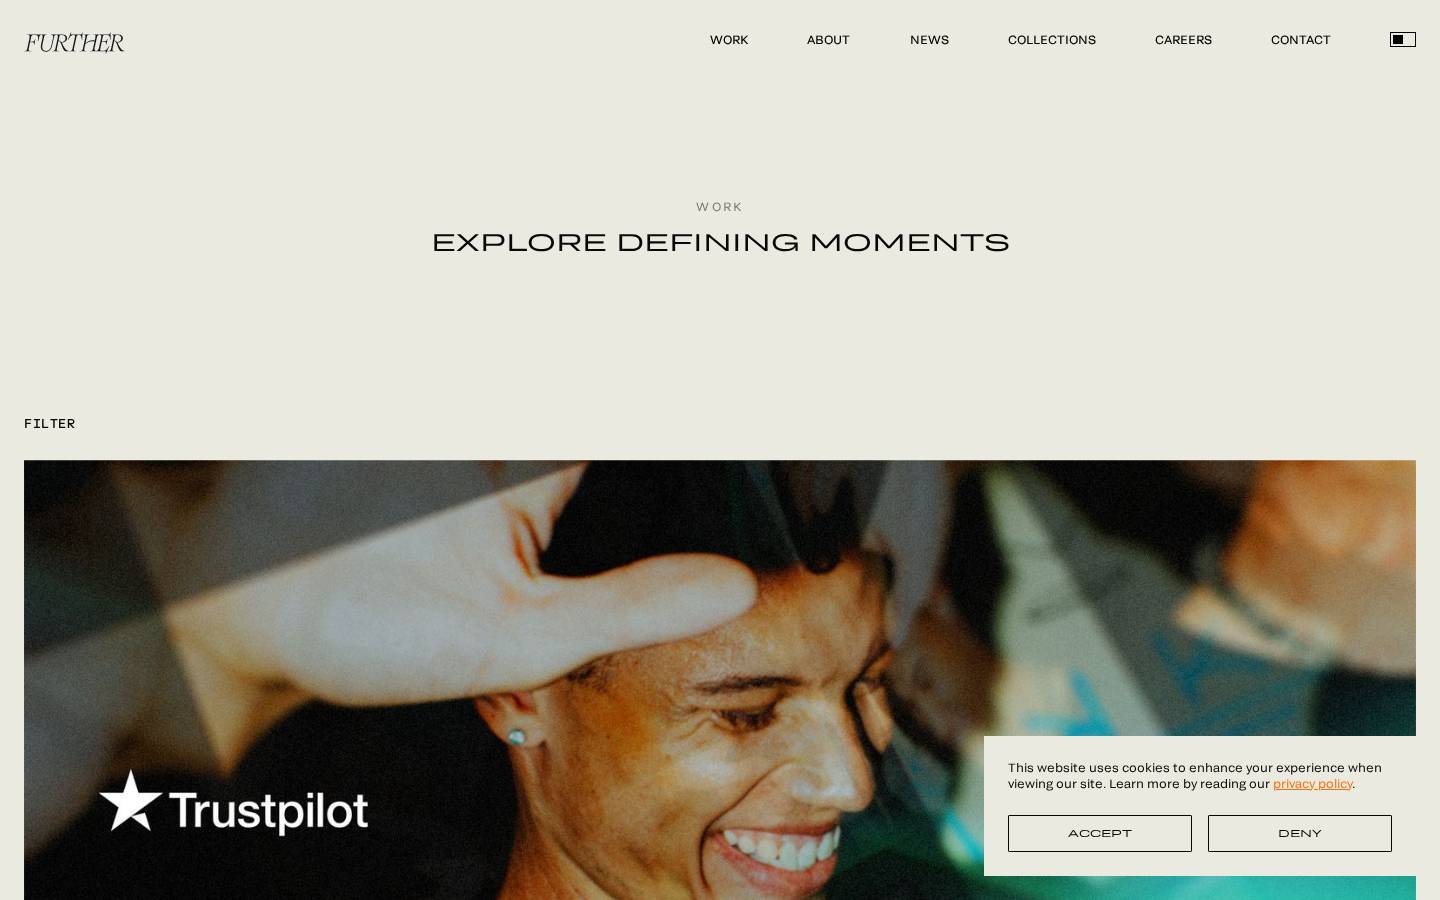 FURTHER
WORK ABOUT NEWS COLLECTIONS CAREERS CONTACT
WORK
EXPLORE DEFINING MOMENTS
FILTER
Trustpilot
This website uses cookies to enhance your experience when
viewing our site. Learn more by reading our privacy policy.
ACCEPT DENY